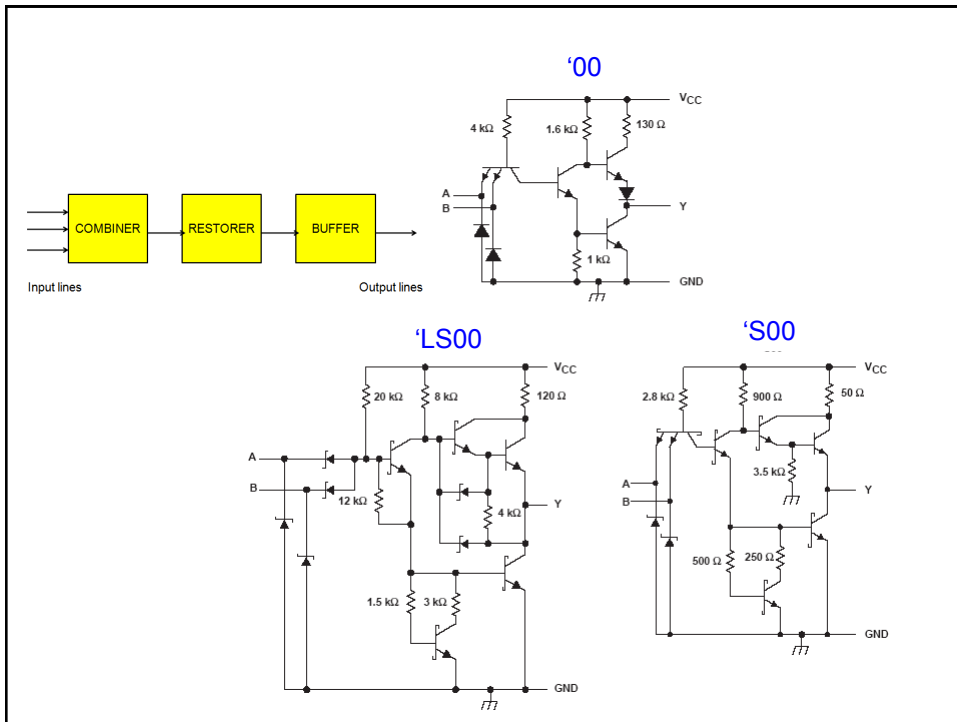 ‘00
VCC
4 kΩ
1.6 kΩ
130 Ω
A
B
Y
1 kΩ
GND
COMBINER
RESTORER
BUFFER
Input lines
Output lines
‘LS00
VCC
20 kΩ
8 kΩ
120 Ω
A
B
12 kΩ
4 kΩ
Y
1.5 kΩ
3 kΩ
GND
‘S00
VCC
2.8 kΩ
900 Ω
50 Ω
3.5 kΩ
A
B
Y
500 Ω
250 Ω
GND